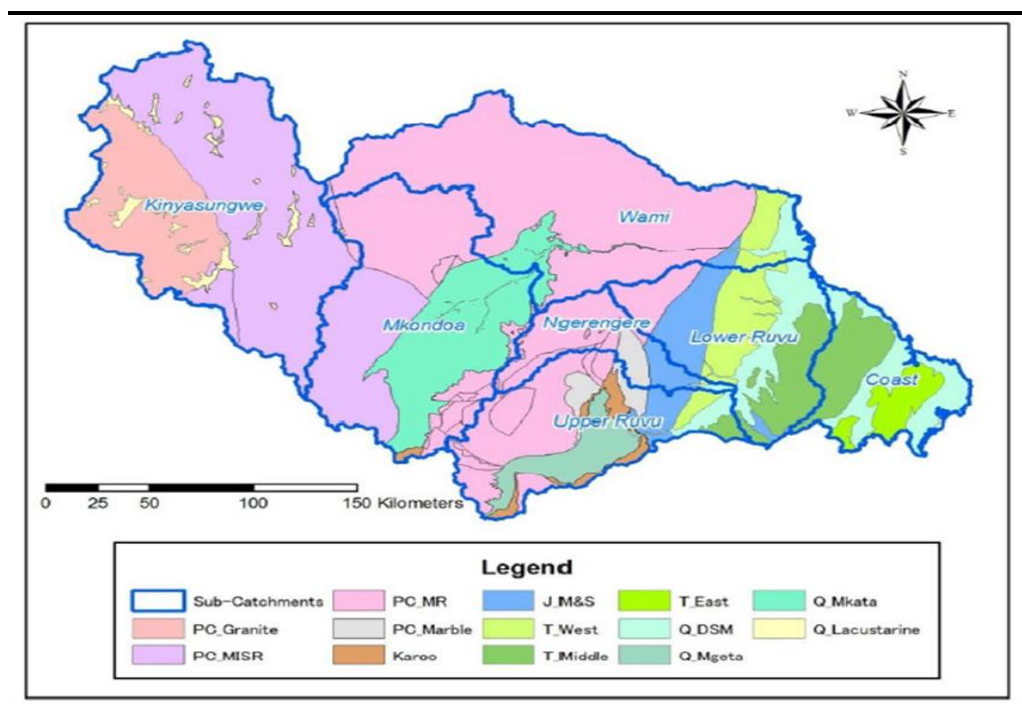 N
W E
S
Kinyasungwe
Wami
Mkondoa
Ngerengere
Lower Ruvu
Coast
Upper Ruvu
0 25 50 100 150 Kilometers
Legend
Sub-Catchments PC_MR J_M&S T_East Q_Mkata
PC_Granite PC_Marble T_West Q_DSM Q_Lacustarine
PC_MISR Karoo T_Middle Q_Mgeta